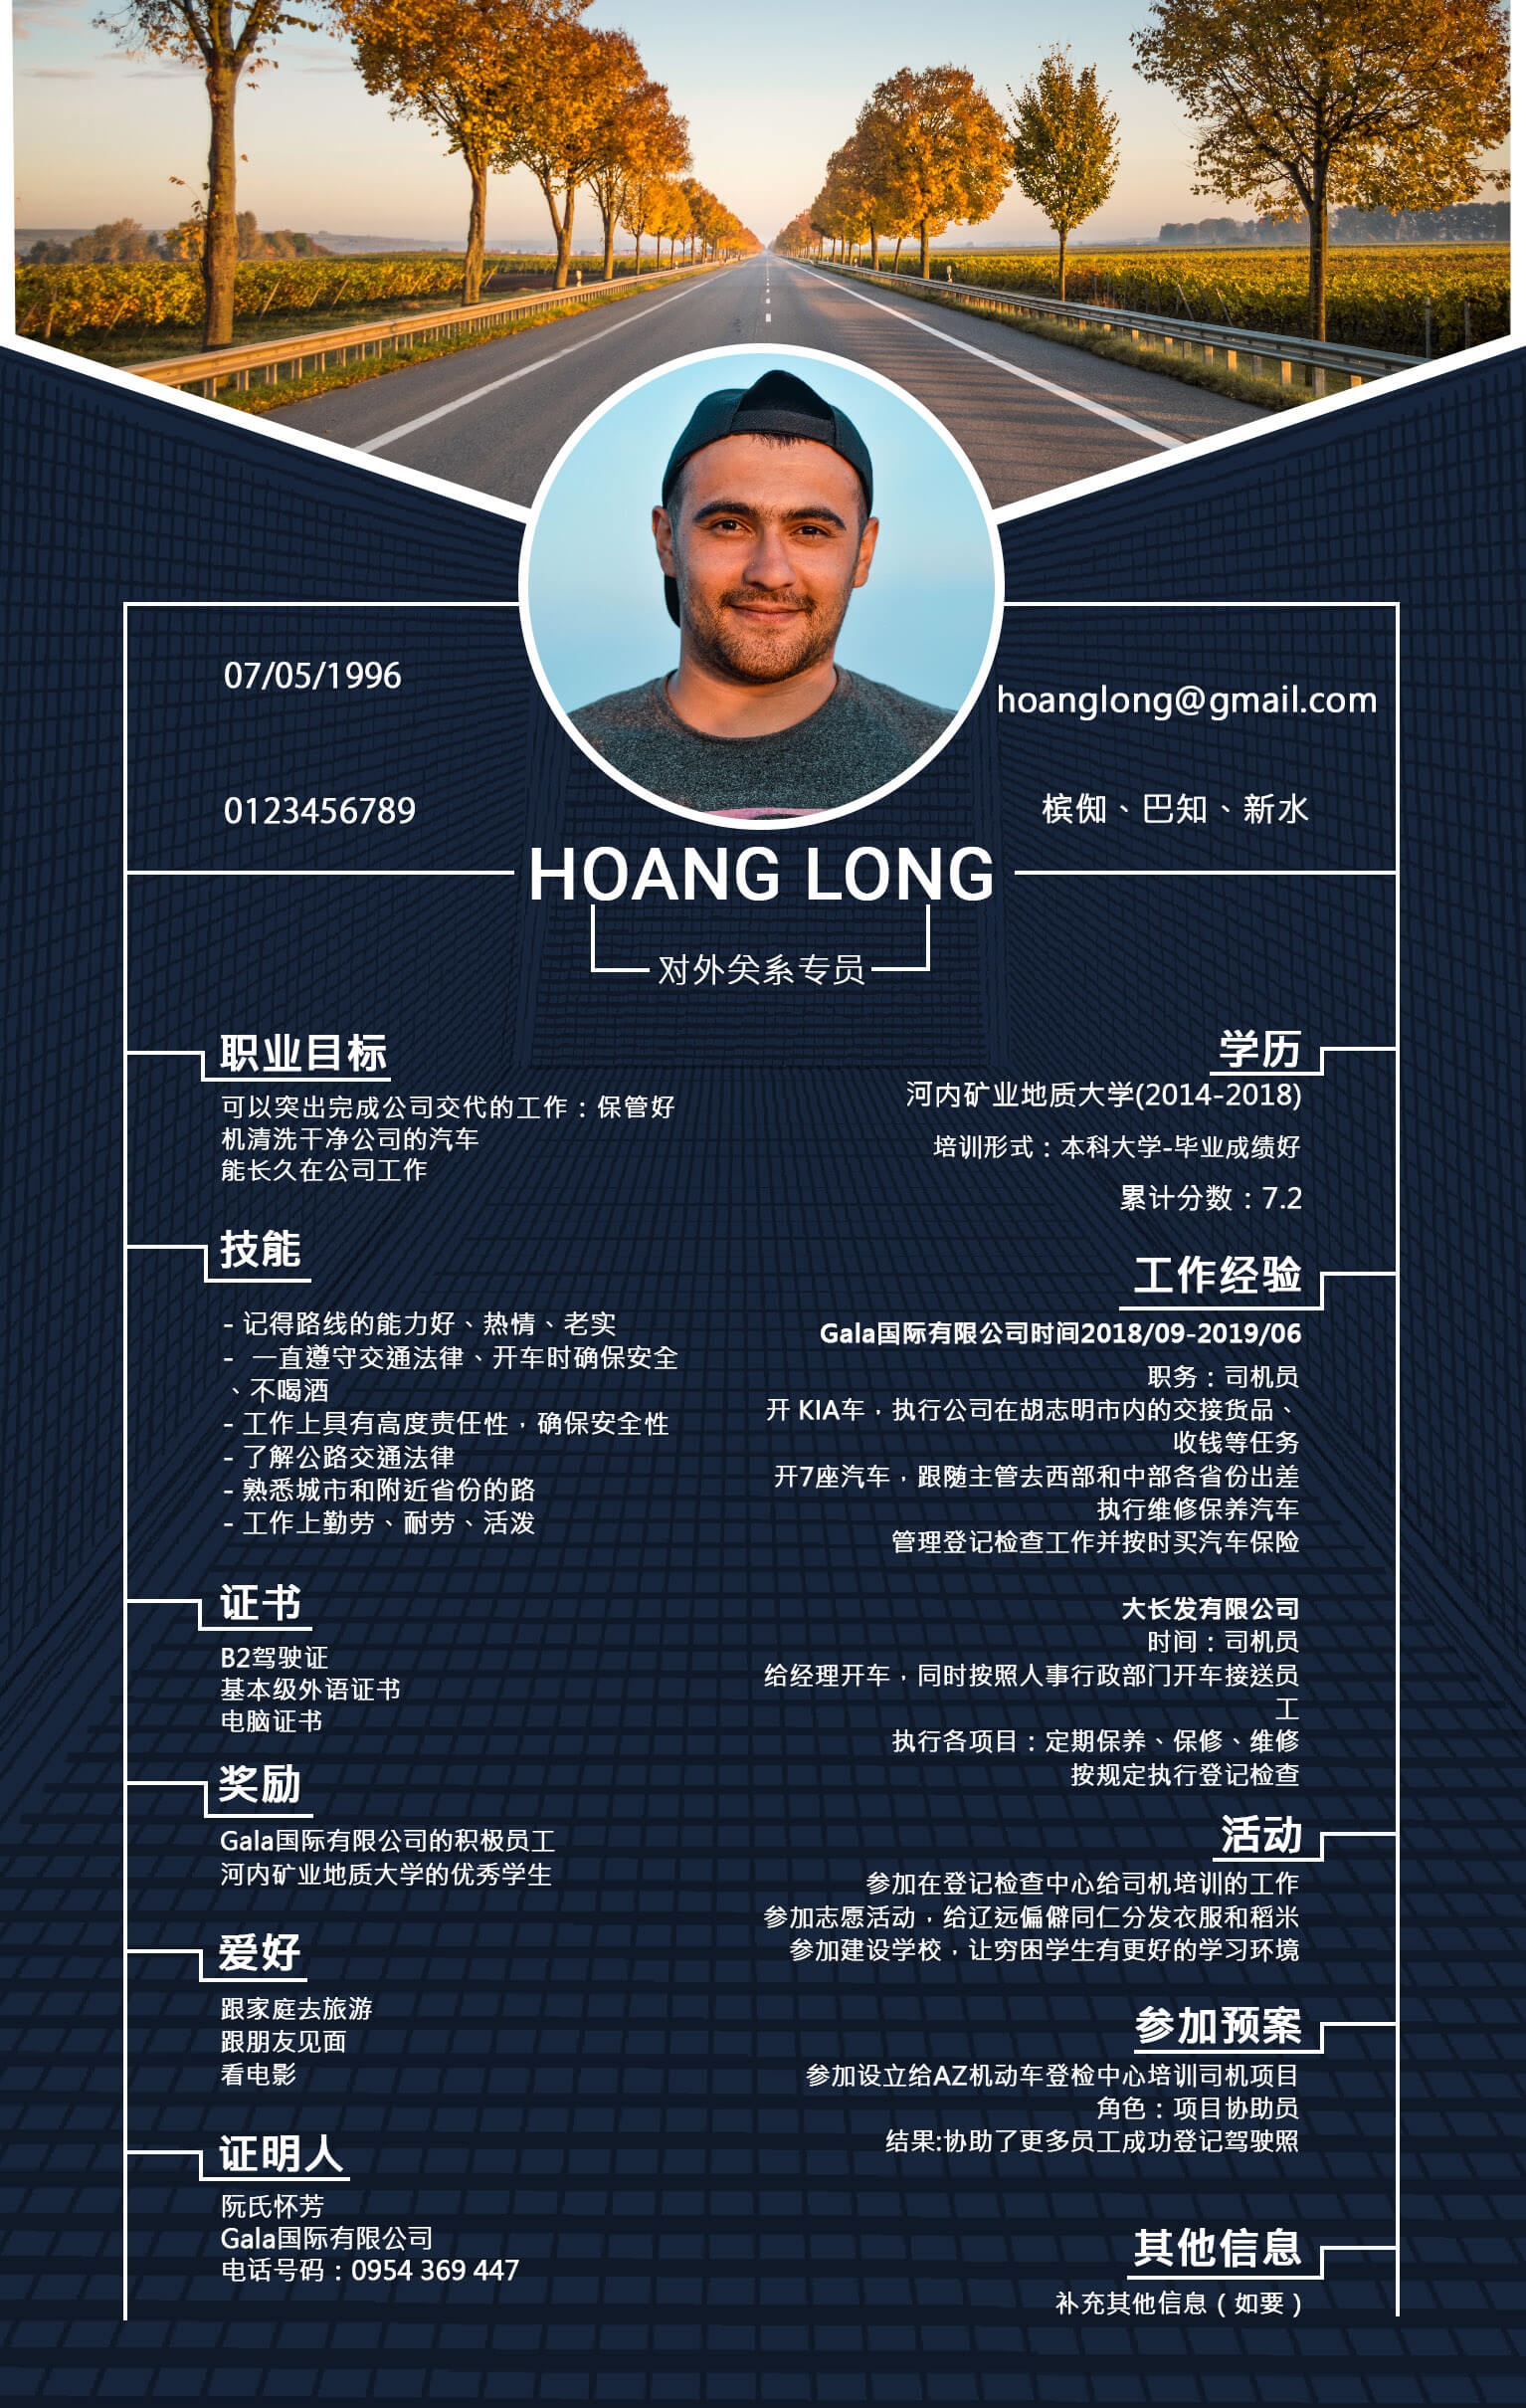 07/05/1996
0123456789
hoanglong@gmail.com
槟伮、巴知、新水
HOANG LONG
对外关系专员
职业目标
可以突出完成公司交代的工作：保管好
机清洗干净公司的汽车
能长久在公司工作
技能
- 记得路线的能力好、热情、老实
- 一直遵守交通法律、开车时确保安全
、不喝酒
- 工作上具有高度责任性，确保安全性
- 了解公路交通法律
- 熟悉城市和附近省份的路
- 工作上勤劳、耐劳、活泼
证书
B2驾驶证
基本级外语证书
电脑证书
奖励
Gala国际有限公司的积极员工
河内矿业地质大学的优秀学生
爱好
跟家庭去旅游
跟朋友见面
看电影
证明人
阮氏怀芳
Gala国际有限公司
电话号码：0954 369 447
学历
河内矿业地质大学(2014-2018)
培训形式：本科大学-毕业成绩好
累计分数：7.2
工作经验
Gala国际有限公司时间2018/09-2019/06
职务：司机员
开 KIA车，执行公司在胡志明市内的交接货品、
收钱等任务
开7座汽车，跟随主管去西部和中部各省份出差
执行维修保养汽车
管理登记检查工作并按时买汽车保险
大长发有限公司
时间：司机员
给经理开车，同时按照人事行政部门开车接送员
工
执行各项目：定期保养、保修、维修
按规定执行登记检查
活动
参加在登记检查中心给司机培训的工作
参加志愿活动，给辽远偏僻同仁分发衣服和稻米
参加建设学校，让穷困学生有更好的学习环境
参加预案
参加设立给AZ机动车登检中心培训司机项目
角色：项目协助员
结果:协助了更多员工成功登记驾驶照
其他信息
补充其他信息（如要）